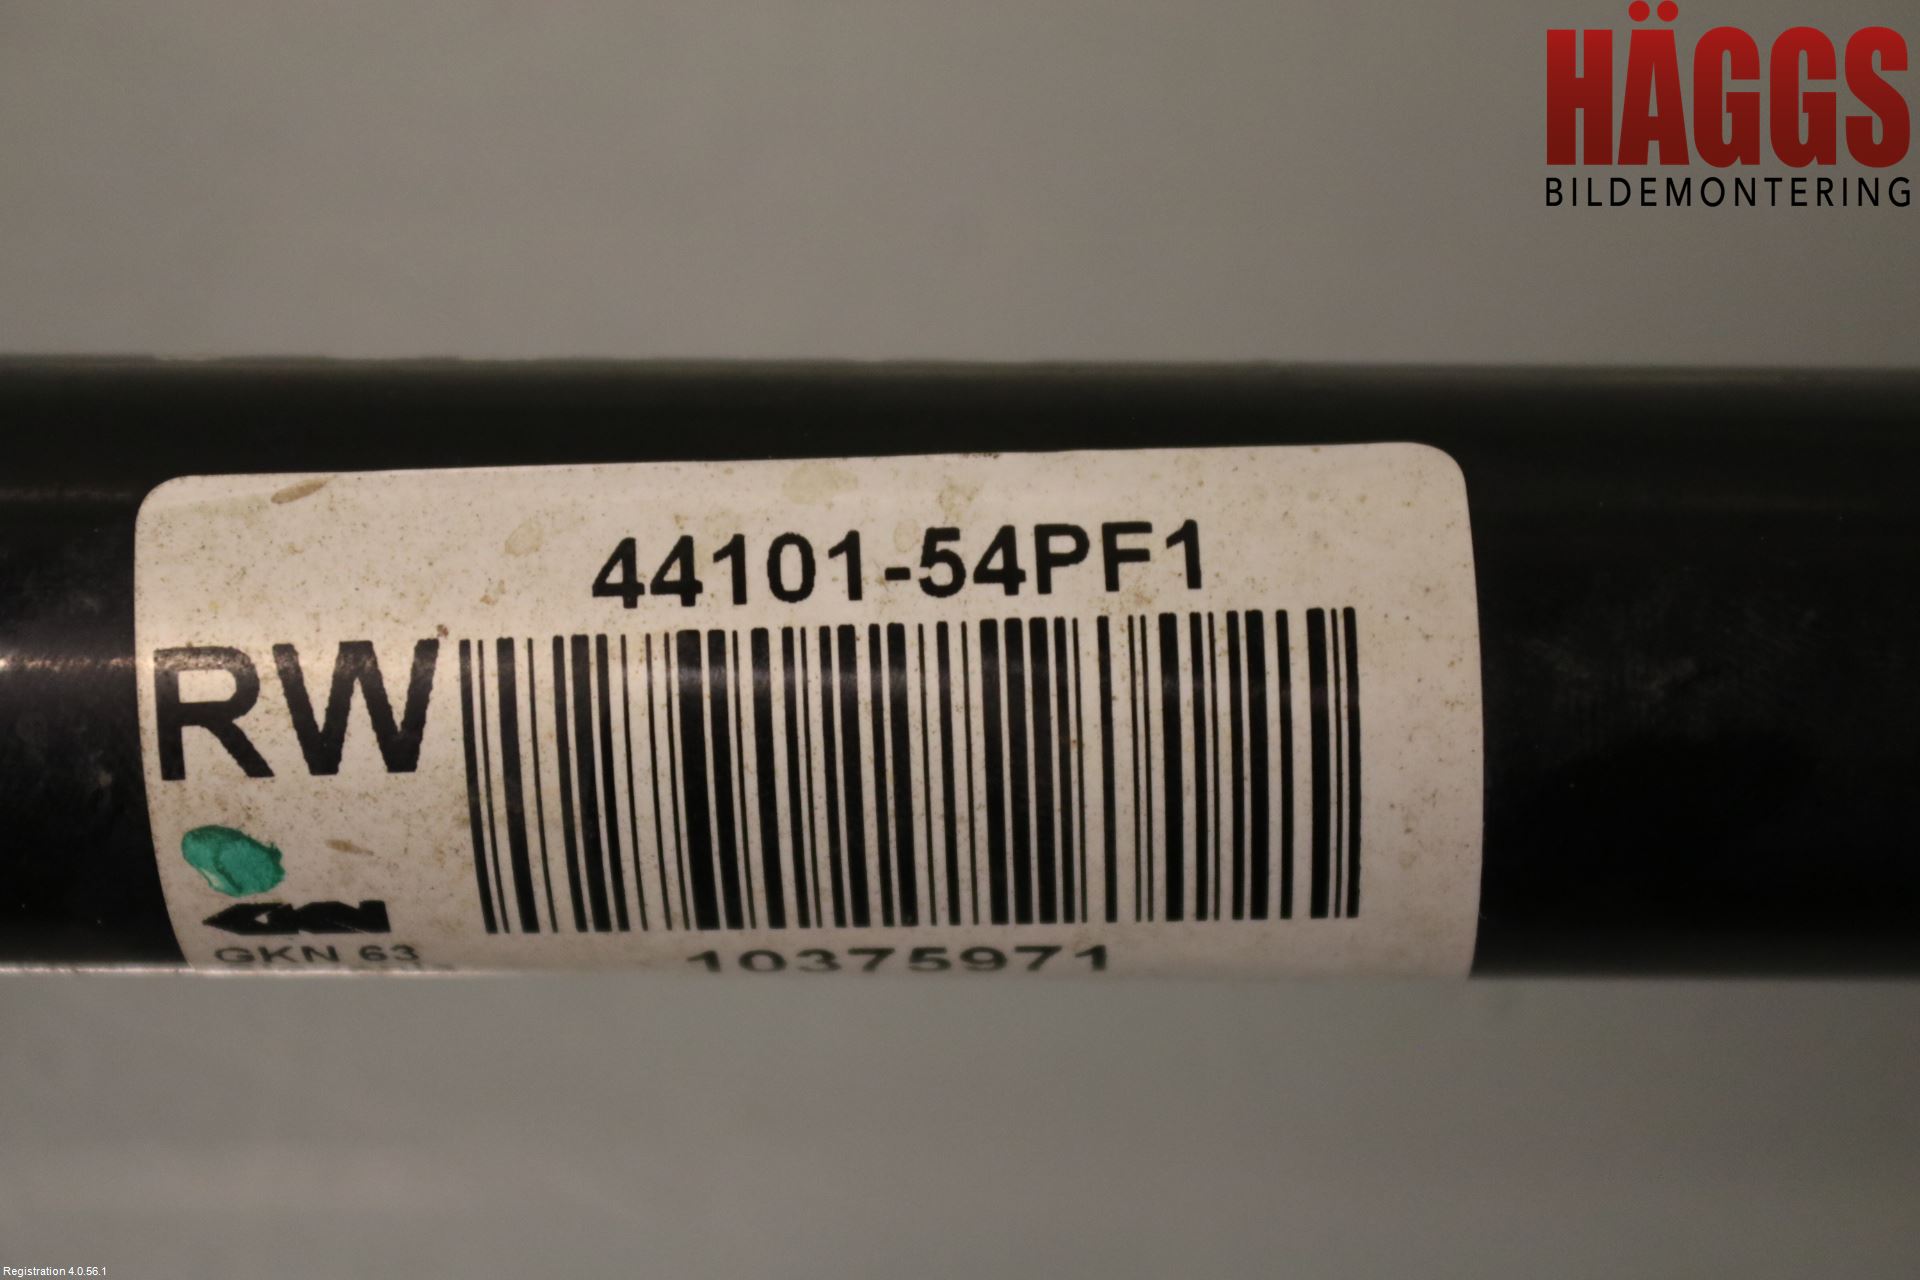 HÄGGS
BILDEMONTERING
44101-54PF1
RW
GKN 63
10375971
Registration 4.0.56.1